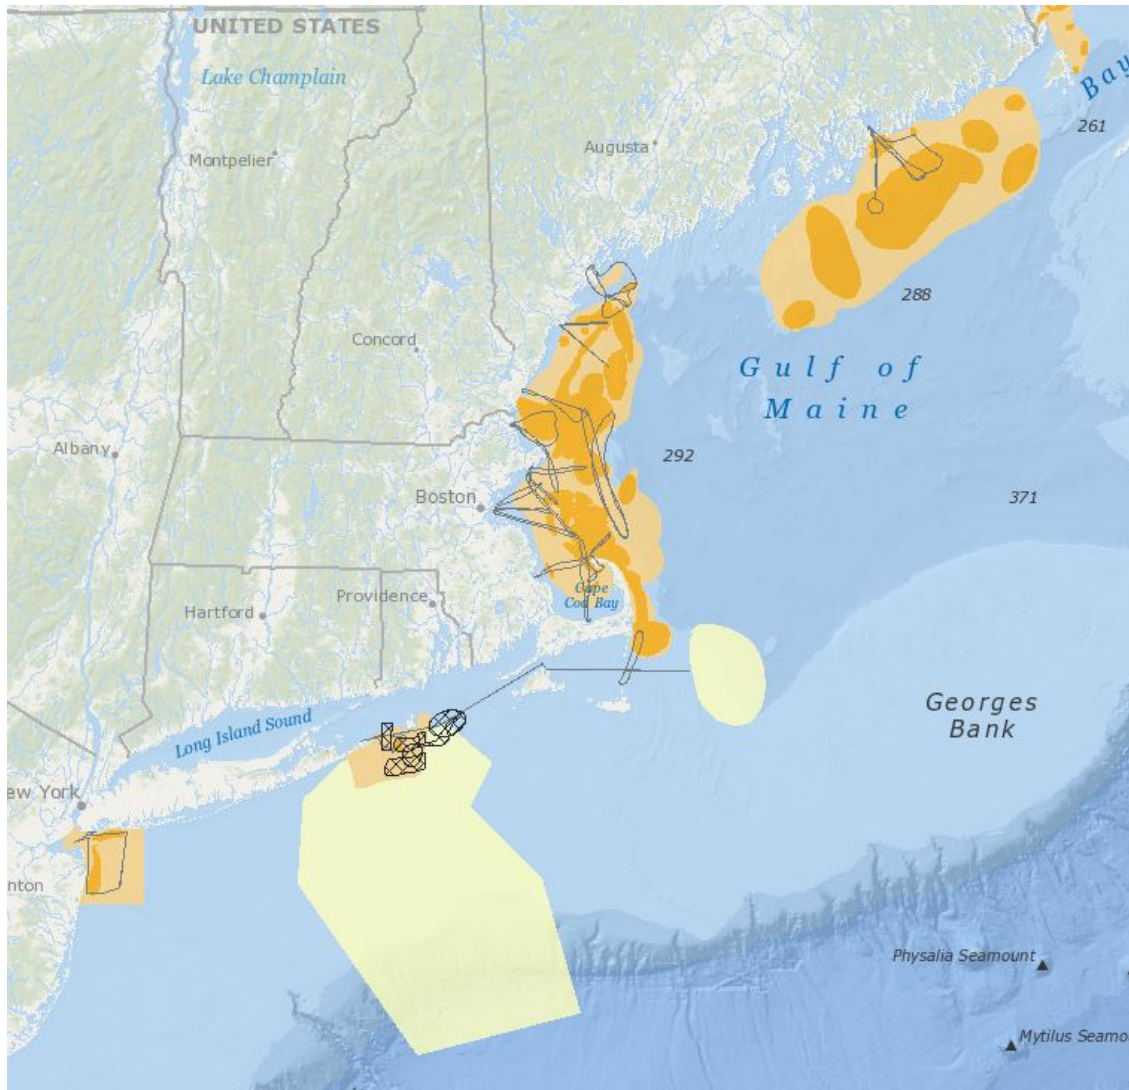 UNITED STATES
Lake Champlain
Bay
261
Augusta
Montpelier
288
Concord
Gulf of
Maine
Albany
292
371
Boston
Providence
Cape
Cod Bay
Hartford
Georges
Bank
Long Island Sound
ew York
nton
Physalia Seamount
Mytilus Seamo